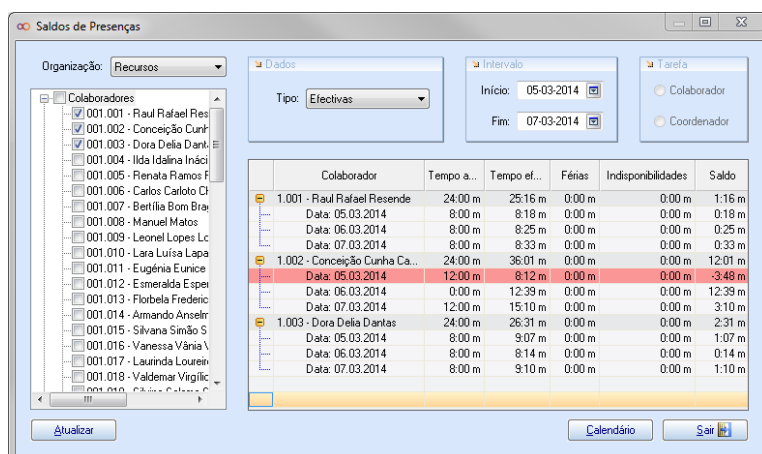 Saldos de Presenças
Organização: Recursos
Colaboradores
001.001 - Raul Rafael Res
001.002 - Conceição Cunh
001.003 - Dora Delia Dant
001.004 - Ilda Idalina Ináci
001.005 - Renata Ramos F
001.006 - Carlos Carloto Ch
001.007 - Bertília Bom Bra
001.008 - Manuel Matos
001.009 - Leonel Lopes Lo
001.010 - Lara Luísa Lapa
001.011 - Eugénia Eunice
001.012 - Esmeralda Esper
001.013 - Florbela Frederic
001.014 - Armando Anselm
001.015 - Silvana Simão S
001.016 - Vanessa Vânia V
001.017 - Laurinda Loureir
001.018 - Valdemar Virgílic
Atualizar
Dados
Tipo: Efectivas
Intervalo
Início: 05-03-2014
Fim: 07-03-2014
Tarefa
Colaborador
Coordenador
Colaborador Tempo a... Tempo ef... Férias Indisponibilidades Saldo
1.001 - Raul Rafael Resende 24:00 m 25:16 m 0:00 m 0:00 m 1:16 m
Data: 05.03.2014 8:00 m 8:18 m 0:00 m 0:00 m 0:18 m
Data: 06.03.2014 8:00 m 8:25 m 0:00 m 0:00 m 0:25 m
Data: 07.03.2014 8:00 m 8:33 m 0:00 m 0:00 m 0:33 m
1.002 - Conceição Cunha Ca... 24:00 m 36:01 m 0:00 m 0:00 m 12:01 m
Data: 05.03.2014 12:00 m 8:12 m 0:00 m 0:00 m -3:48 m
Data: 06.03.2014 0:00 m 12:39 m 0:00 m 0:00 m 12:39 m
Data: 07.03.2014 12:00 m 15:10 m 0:00 m 0:00 m 3:10 m
1.003 - Dora Delia Dantas 24:00 m 26:31 m 0:00 m 0:00 m 2:31 m
Data: 05.03.2014 8:00 m 9:07 m 0:00 m 0:00 m 1:07 m
Data: 06.03.2014 8:00 m 8:14 m 0:00 m 0:00 m 0:14 m
Data: 07.03.2014 8:00 m 9:10 m 0:00 m 0:00 m 1:10 m
Calendário
Sair